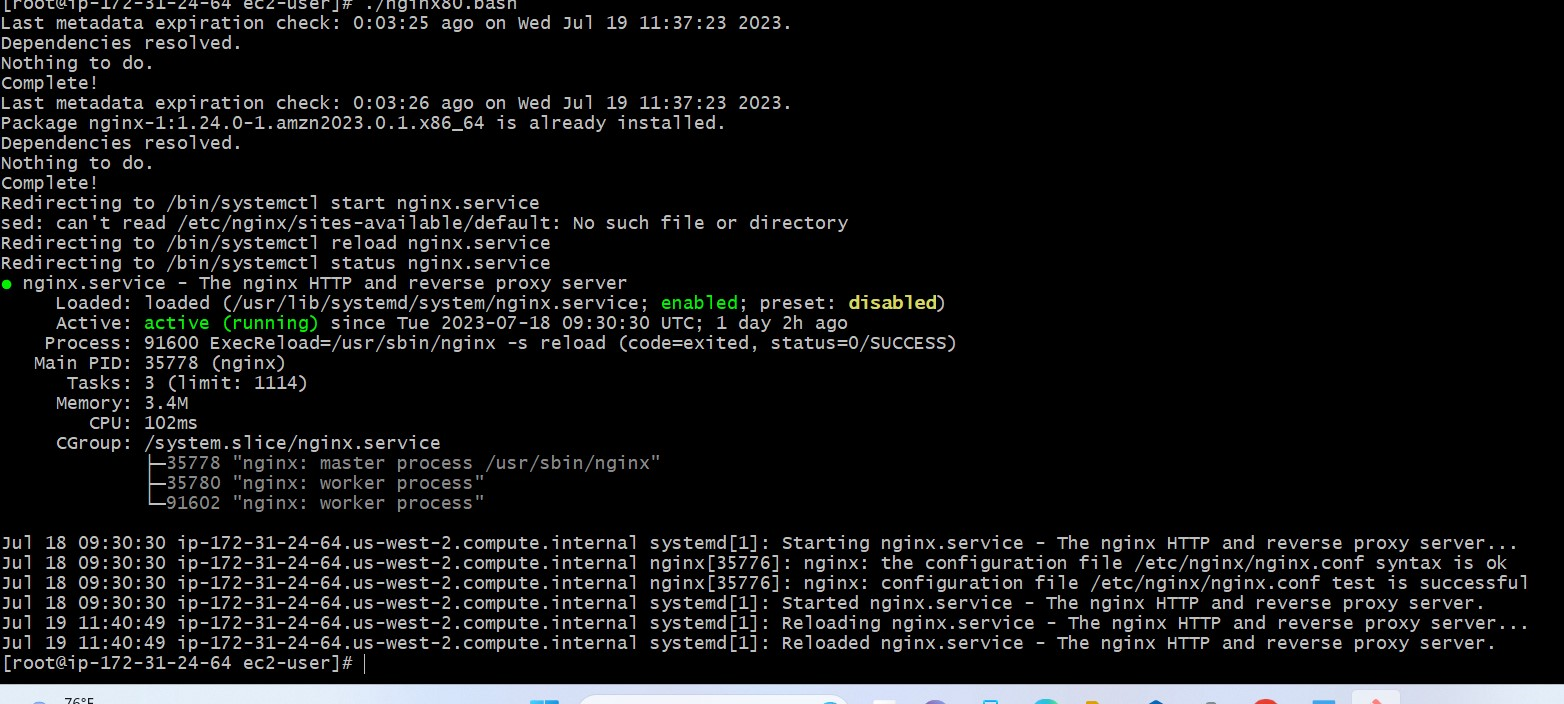 [root@ip-172-31-24-64 ec2-user]# ./nginx80.bash
Last metadata expiration check: 0:03:25 ago on Wed Jul 19 11:37:23 2023.
Dependencies resolved.
Nothing to do.
Complete!
Last metadata expiration check: 0:03:26 ago on Wed Jul 19 11:37:23 2023.
Package nginx-1:1.24.0-1.amzn2023.0.1.x86_64 is already installed.
Dependencies resolved.
Nothing to do.
Complete!
Redirecting to /bin/systemctl start nginx.service
sed: can't read /etc/nginx/sites-available/default: No such file or directory
Redirecting to /bin/systemctl reload nginx.service
Redirecting to /bin/systemctl status nginx.service
● nginx.service - The nginx HTTP and reverse proxy server
Loaded: loaded (/usr/lib/systemd/system/nginx.service; enabled; preset: disabled)
Active: active (running) since Tue 2023-07-18 09:30:30 UTC; 1 day 2h ago
Process: 91600 ExecReload=/usr/sbin/nginx -s reload (code=exited, status=0/SUCCESS)
Main PID: 35778 (nginx)
Tasks: 3 (limit: 1114)
Memory: 3.4M
CPU: 102ms
CGroup: /system.slice/nginx.service
├─35778 "nginx: master process /usr/sbin/nginx"
├─35780 "nginx: worker process"
└─91602 "nginx: worker process"
Jul 18 09:30:30 ip-172-31-24-64.us-west-2.compute.internal systemd[1]: Starting nginx.service - The nginx HTTP and reverse proxy server...
Jul 18 09:30:30 ip-172-31-24-64.us-west-2.compute.internal nginx[35776]: nginx: the configuration file /etc/nginx/nginx.conf syntax is ok
Jul 18 09:30:30 ip-172-31-24-64.us-west-2.compute.internal nginx[35776]: nginx: configuration file /etc/nginx/nginx.conf test is successful
Jul 18 09:30:30 ip-172-31-24-64.us-west-2.compute.internal systemd[1]: Started nginx.service - The nginx HTTP and reverse proxy server.
Jul 19 11:40:49 ip-172-31-24-64.us-west-2.compute.internal systemd[1]: Reloading nginx.service - The nginx HTTP and reverse proxy server...
Jul 19 11:40:49 ip-172-31-24-64.us-west-2.compute.internal systemd[1]: Reloaded nginx.service - The nginx HTTP and reverse proxy server.
[root@ip-172-31-24-64 ec2-user]#
76°F